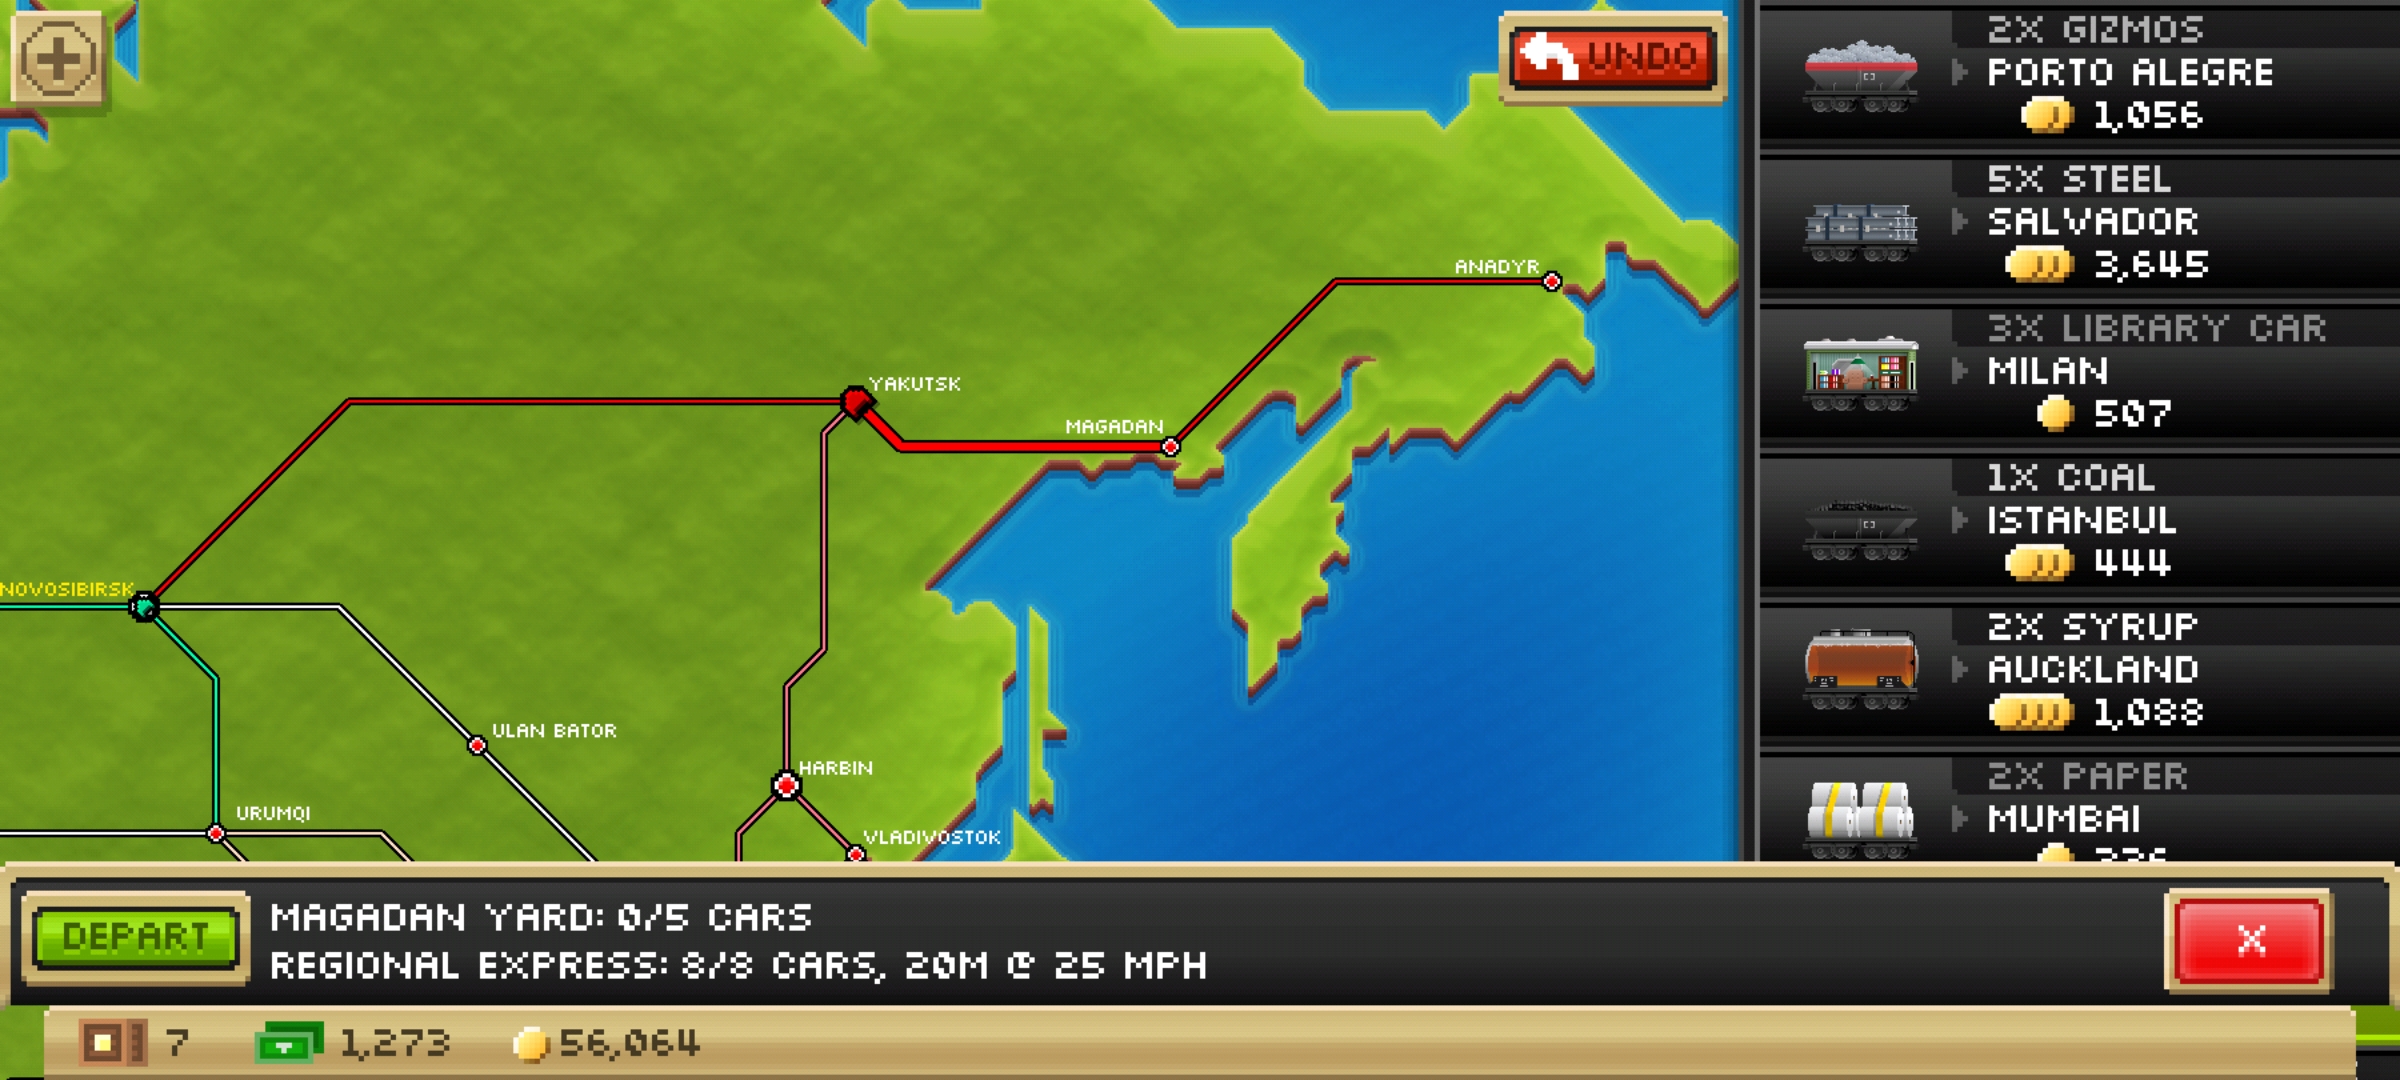 UNDO
ANADYR
YAKUTSK
MAGADAN
NOVOSIBIRSK
ULAN BATOR
HARBIN
URUMQI
VLADIVOSTOK
2X GIZMOS
PORTO ALEGRE
1,056
5X STEEL
SALVADOR
3,645
3X LIBRARY CAR
MILAN
507
1X COAL
ISTANBUL
444
2X SYRUP
AUCKLAND
1,088
2X PAPER
MUMBAI
DEPART
MAGADAN YARD: 0/5 CARS
REGIONAL EXPRESS: 8/8 CARS, 20M @ 25 MPH
X
7
1,273
56,064